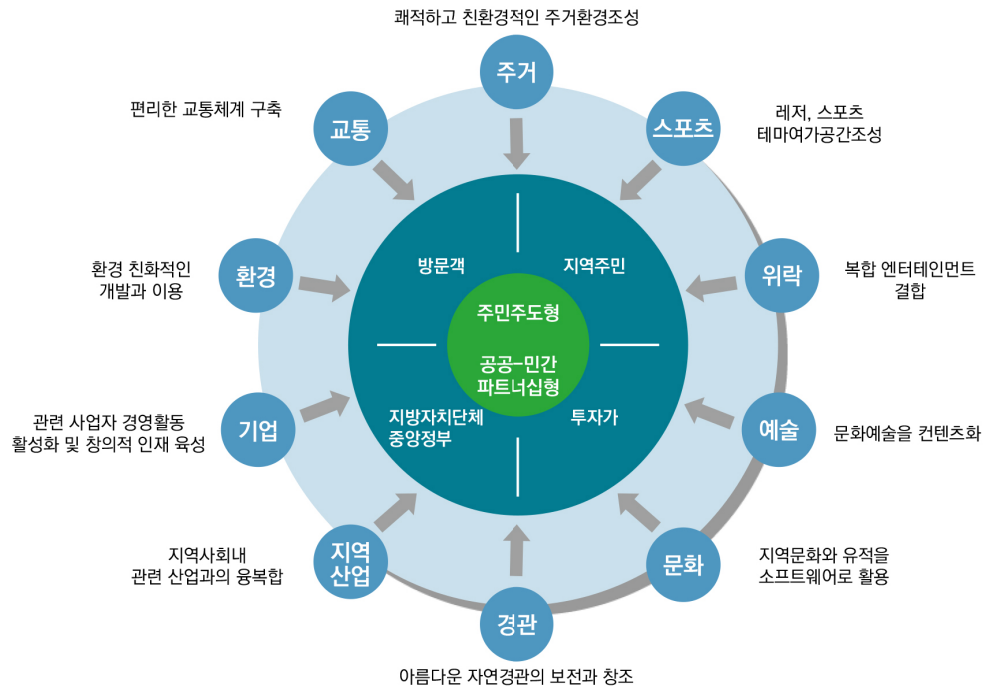 쾌적하고 친환경적인 주거환경조성
주거
편리한 교통체계 구축
교통
스포츠
레저, 스포츠
테마여가공간조성
환경 친화적인
개발과 이용
환경
방문객
지역주민
위락
복합 엔터테인먼트
결합
주민주도형
공공-민간
파트너십형
관련 사업자 경영활동
활성화 및 창의적 인재 육성
기업
지방자치단체
중앙정부
투자가
예술
문화예술을 컨텐츠화
지역사회내
관련 산업과의 융복합
지역
산업
문화
지역문화와 유적을
소프트웨어로 활용
경관
아름다운 자연경관의 보전과 창조